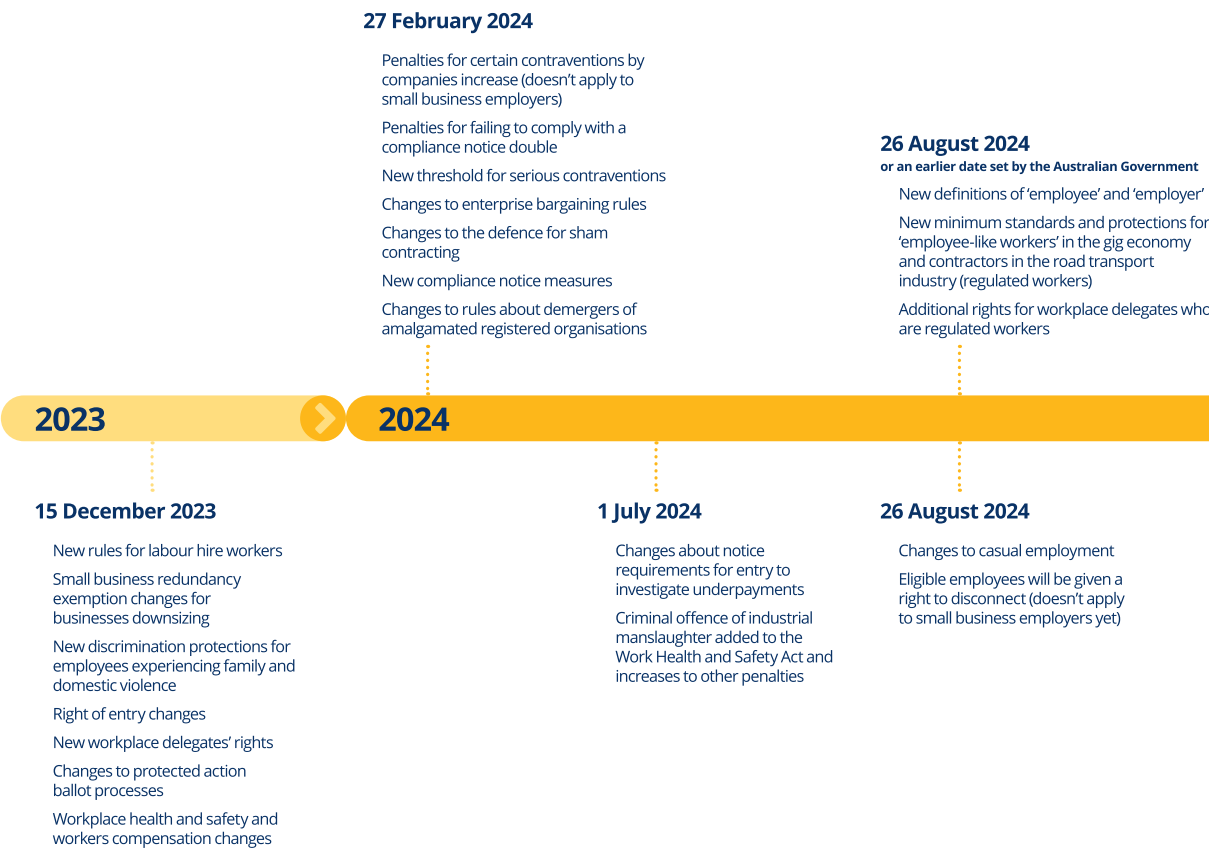 27 February 2024
Penalties for certain contraventions by
companies increase (doesn’t apply to
small business employers)
Penalties for failing to comply with a
compliance notice double
New threshold for serious contraventions
Changes to enterprise bargaining rules
Changes to the defence for sham
contracting
New compliance notice measures
Changes to rules about demergers of
amalgamated registered organisations
26 August 2024
or an earlier date set by the Australian Government
New definitions of ‘employee’ and ‘employer’
New minimum standards and protections for
‘employee-like workers’ in the gig economy
and contractors in the road transport
industry (regulated workers)
Additional rights for workplace delegates who
are regulated workers
2023
2024
15 December 2023
New rules for labour hire workers
Small business redundancy
exemption changes for
businesses downsizing
New discrimination protections for
employees experiencing family and
domestic violence
Right of entry changes
New workplace delegates’ rights
Changes to protected action
ballot processes
Workplace health and safety and
workers compensation changes
1 July 2024
Changes about notice
requirements for entry to
investigate underpayments
Criminal offence of industrial
manslaughter added to the
Work Health and Safety Act and
increases to other penalties
26 August 2024
Changes to casual employment
Eligible employees will be given a
right to disconnect (doesn’t apply
to small business employers yet)